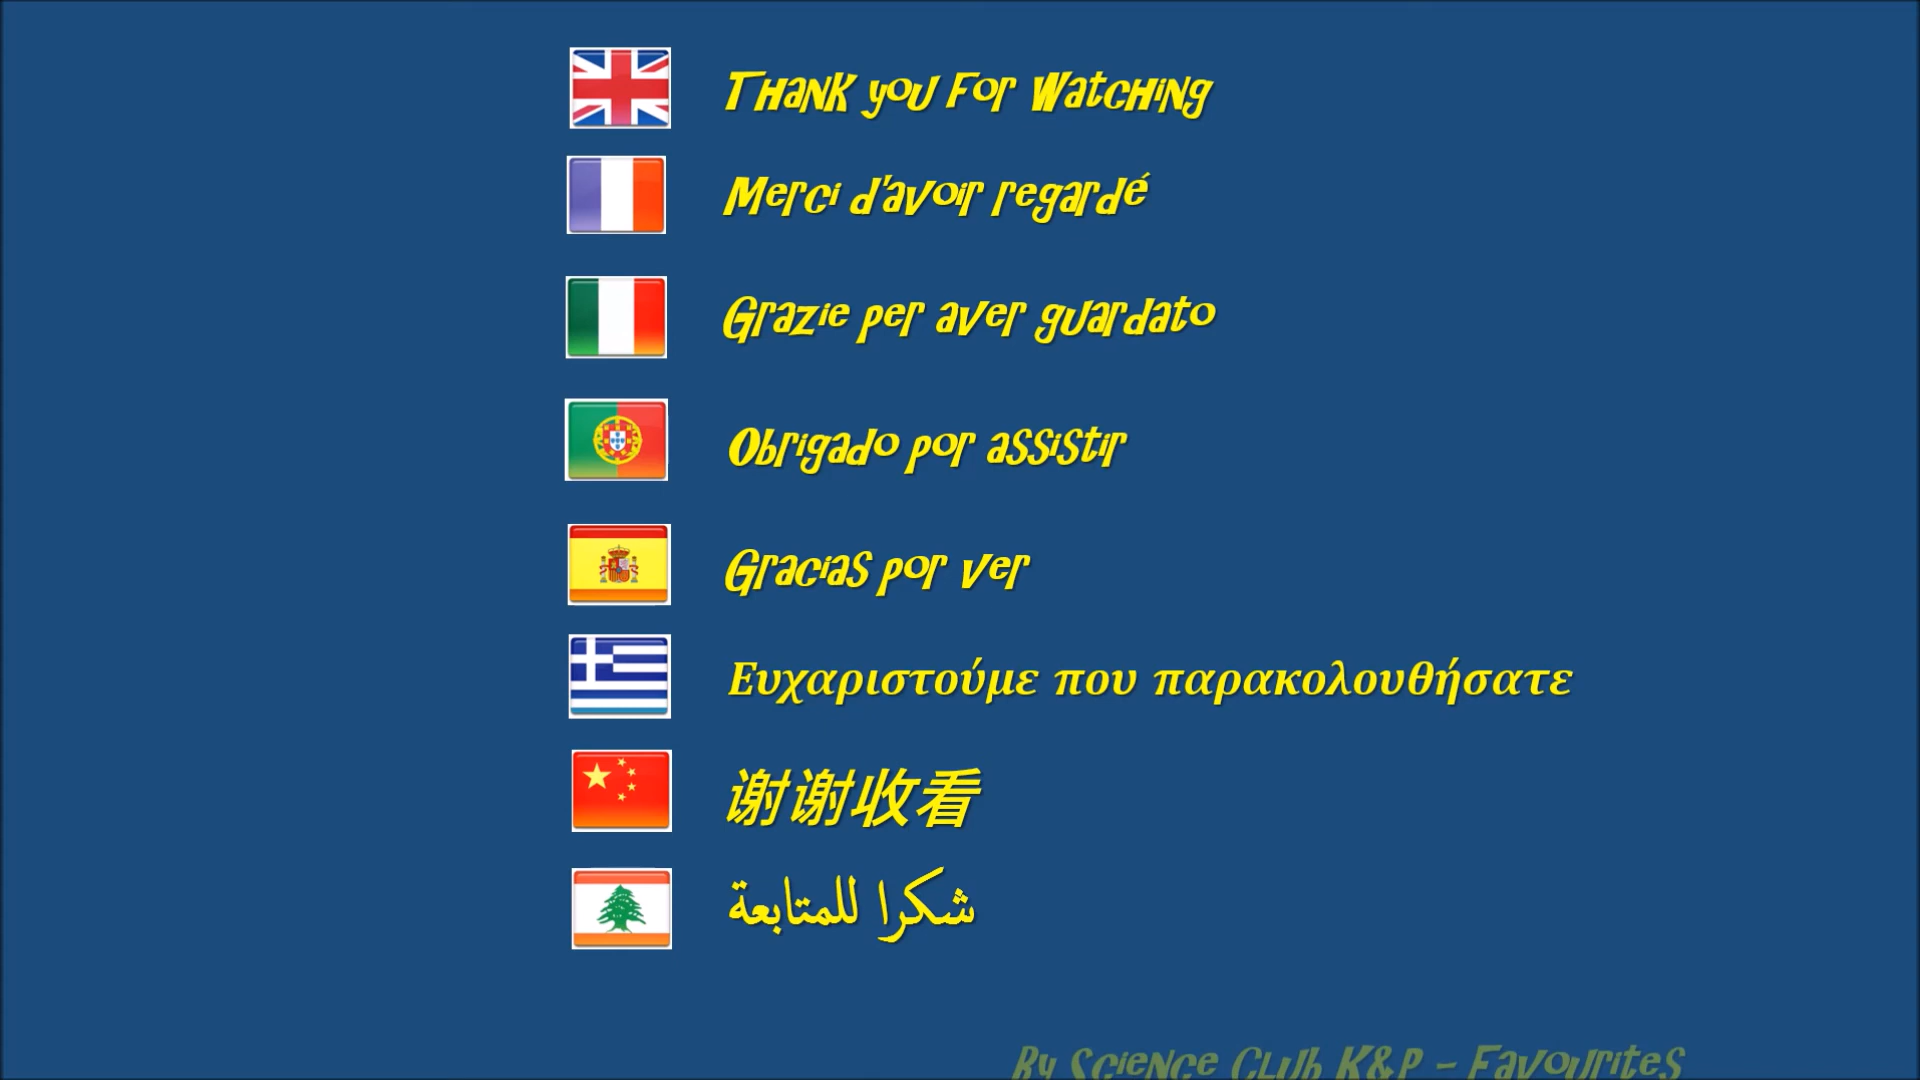 Thank you For Watching
Merci d'avoir regardé
Grazie per aver guardato
Obrigado por assistir
Gracias por ver
Ευχαριστούμε που παρακολουθήσατε
谢谢收看
شكرا للمتابعة
By Science Club K&P - Favourites